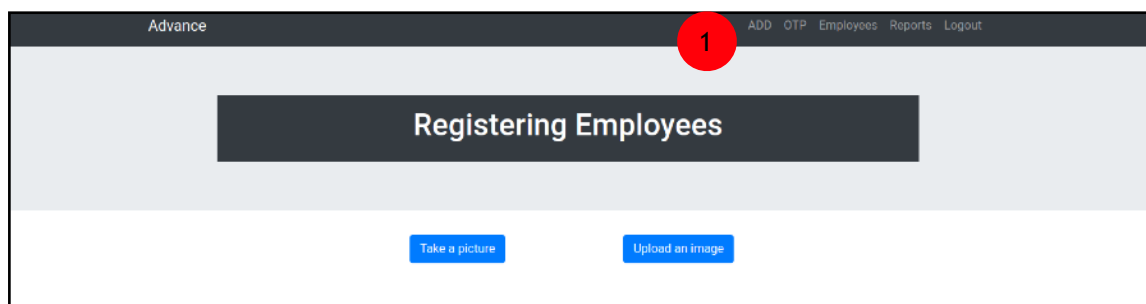 Advance 1 ADD OTP Employees Reports Logout
Registering Employees
Take a picture Upload an image